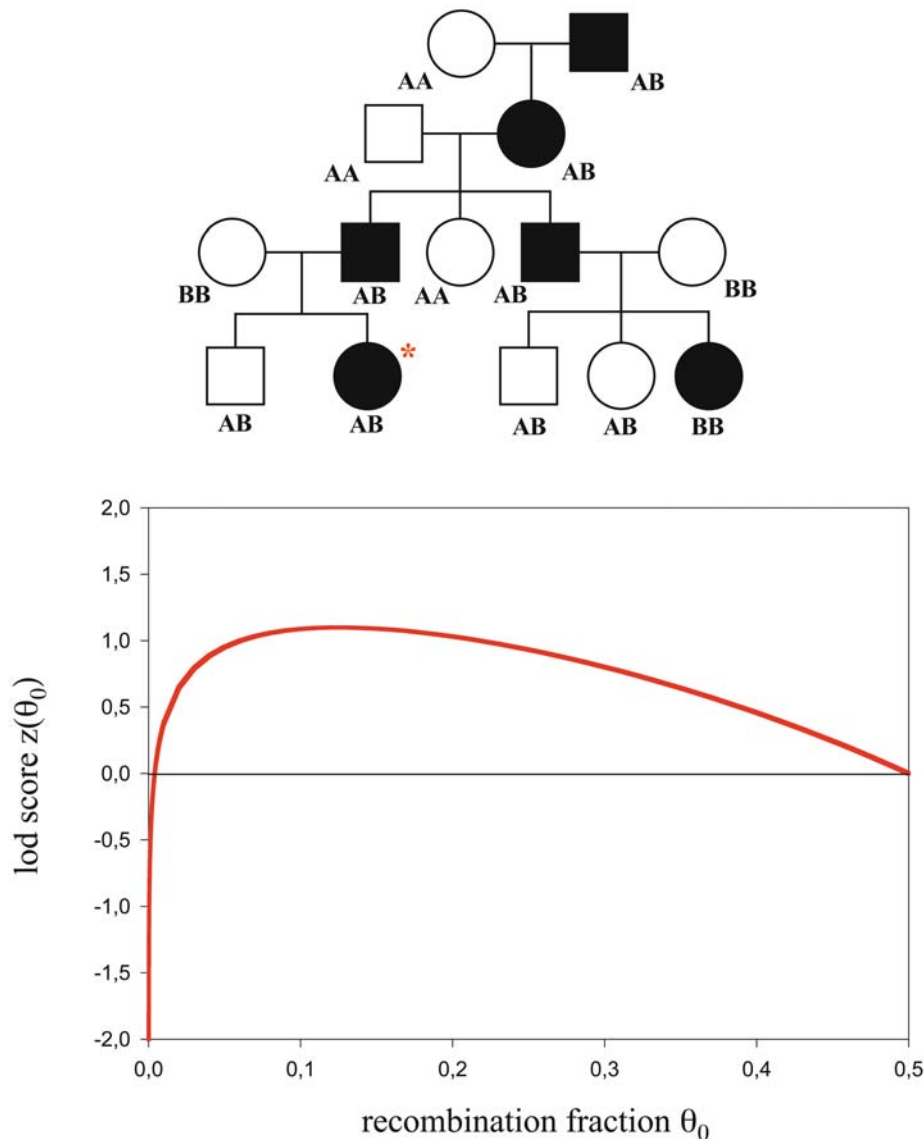 AA AB
AA AB
BB AB AA AB BB
*
AB AB AB AB BB
2,0
1,5
1,0
0,5
0,0
-0,5
-1,0
-1,5
-2,0
lod score z(θ₀)
0,0 0,1 0,2 0,3 0,4 0,5
recombination fraction θ₀